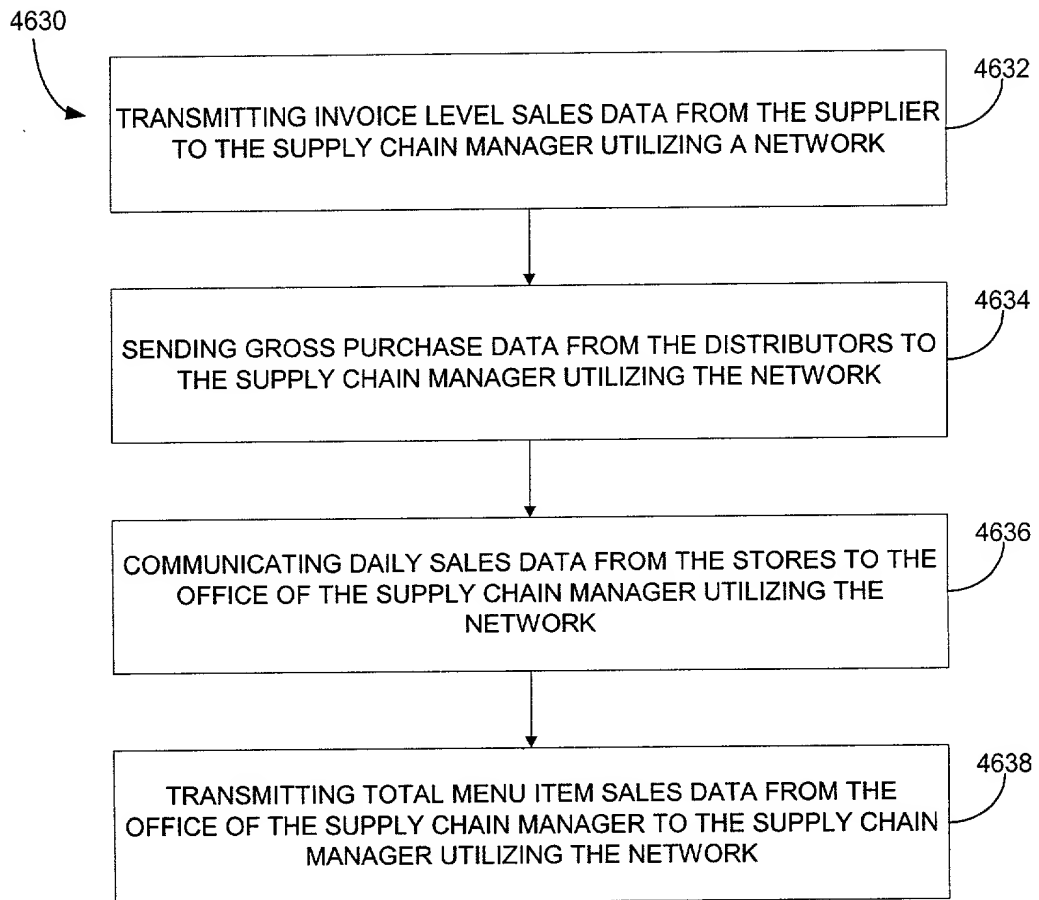 4630
4632
TRANSMITTING INVOICE LEVEL SALES DATA FROM THE SUPPLIER
TO THE SUPPLY CHAIN MANAGER UTILIZING A NETWORK
4634
SENDING GROSS PURCHASE DATA FROM THE DISTRIBUTORS TO
THE SUPPLY CHAIN MANAGER UTILIZING THE NETWORK
4636
COMMUNICATING DAILY SALES DATA FROM THE STORES TO THE
OFFICE OF THE SUPPLY CHAIN MANAGER UTILIZING THE
NETWORK
4638
TRANSMITTING TOTAL MENU ITEM SALES DATA FROM THE
OFFICE OF THE SUPPLY CHAIN MANAGER TO THE SUPPLY CHAIN
MANAGER UTILIZING THE NETWORK